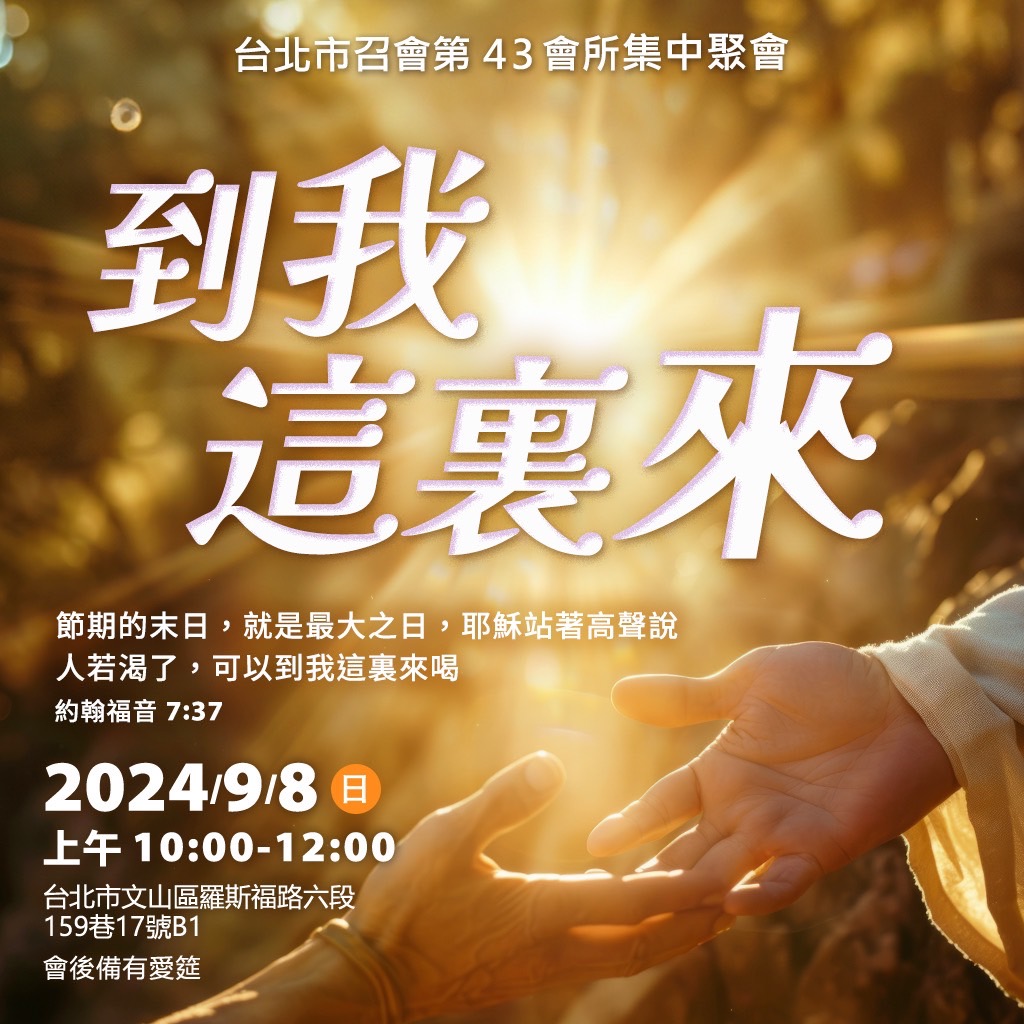 台北市召會第 43 會所集中聚會
到我
這裏來
節期的末日，就是最大之日，耶穌站著高聲說
人若渴了，可以到我這裏來喝
約翰福音 7:37
2024/9/8 日
上午 10:00-12:00
台北市文山區羅斯福路六段
159巷17號B1
會後備有愛筵